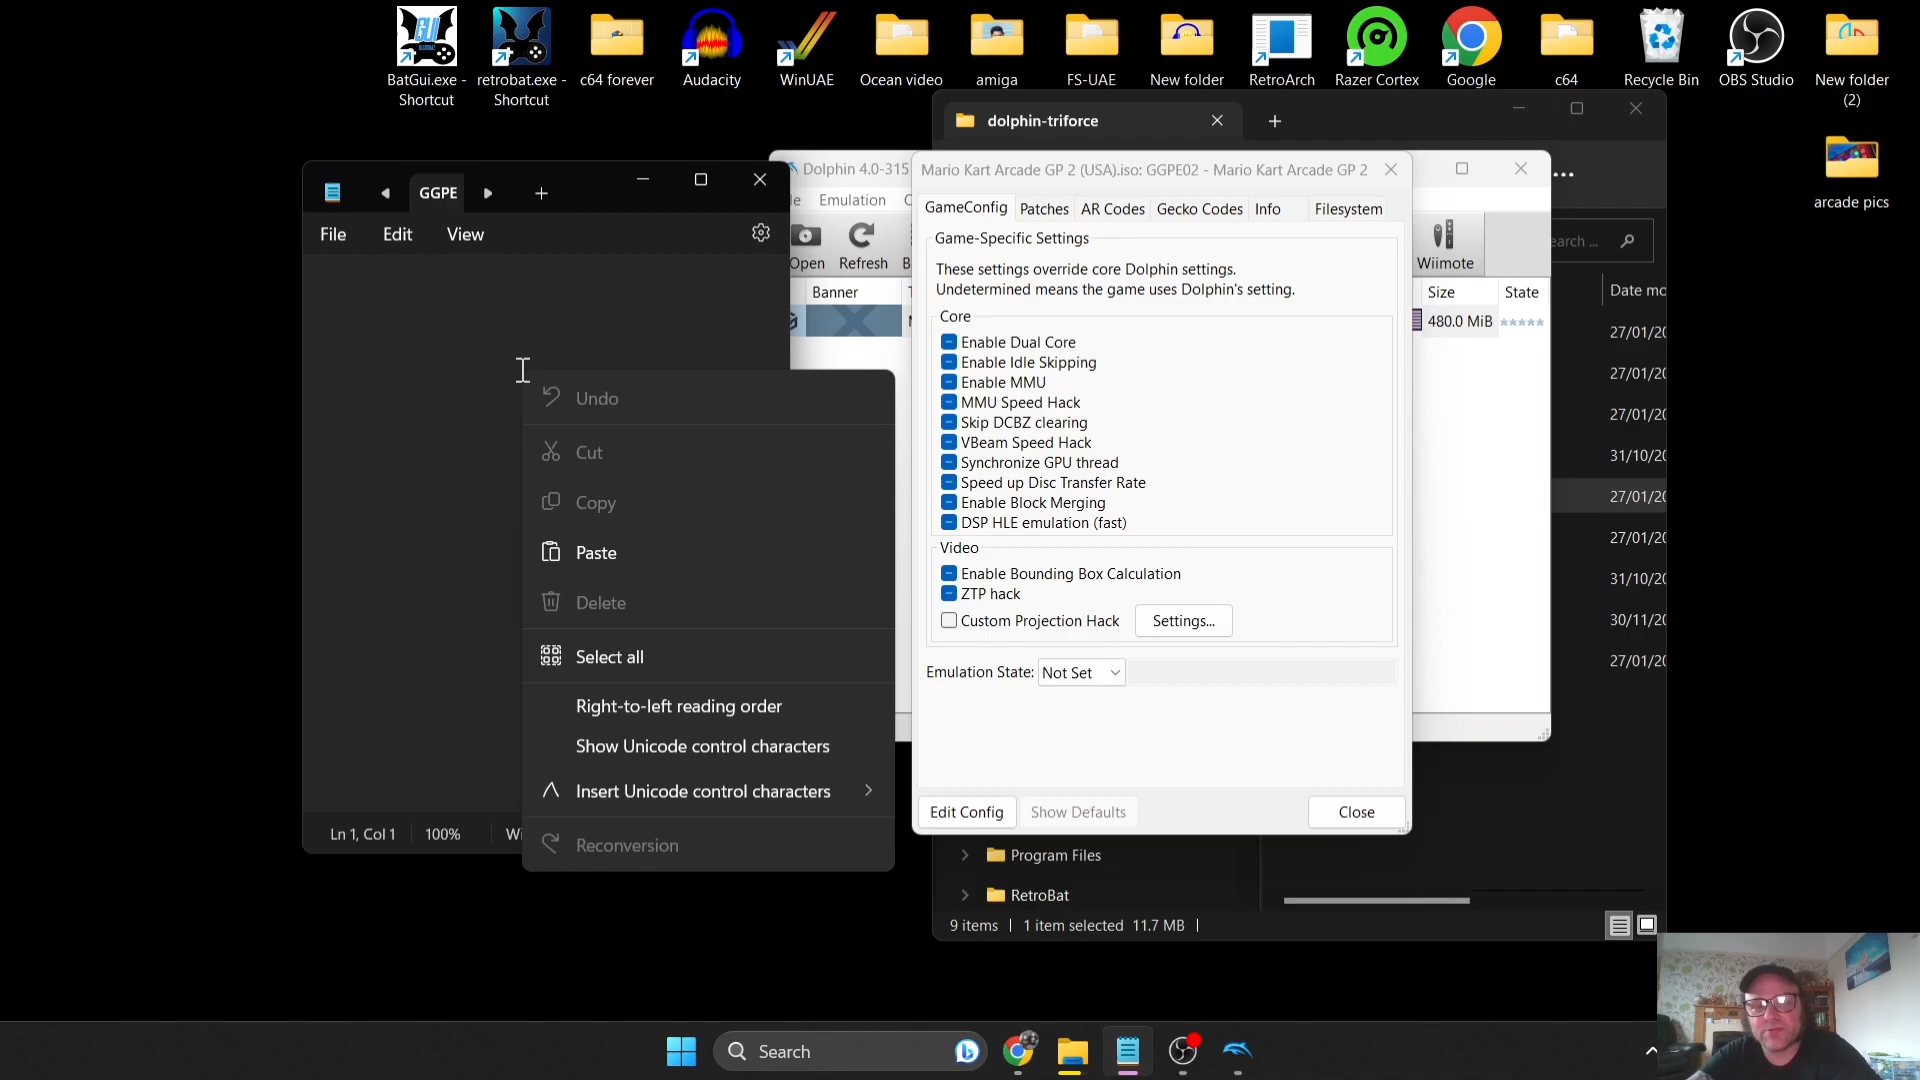 BatGui.exe -
Shortcut
retrobat.exe -
Shortcut
c64 forever
Audacity
WinUAE
Ocean video
amiga
FS-UAE
New folder
RetroArch
Razer Cortex
Google
c64
Recycle Bin
OBS Studio
New folder
(2)
arcade pics
dolphin-triforce
Dolphin 4.0-315
Emulation
Open
Refresh
Banner
GGPE
File
Edit
View
Ln 1, Col 1
100%
Undo
Cut
Copy
Paste
Delete
Select all
Right-to-left reading order
Show Unicode control characters
Insert Unicode control characters
Reconversion
Mario Kart Arcade GP 2 (USA).iso: GGPE02 - Mario Kart Arcade GP 2
GameConfig
Patches
AR Codes
Gecko Codes
Info
Filesystem
Game-Specific Settings
These settings override core Dolphin settings.
Undetermined means the game uses Dolphin's setting.
Core
Enable Dual Core
Enable Idle Skipping
Enable MMU
MMU Speed Hack
Skip DCBZ clearing
VBeam Speed Hack
Synchronize GPU thread
Speed up Disc Transfer Rate
Enable Block Merging
DSP HLE emulation (fast)
Video
Enable Bounding Box Calculation
ZTP hack
Custom Projection Hack
Settings...
Emulation State:
Not Set
Edit Config
Show Defaults
Close
Wiimote
Size
State
480.0 MiB
earch ...
Date mo
27/01/20
27/01/20
27/01/20
31/10/20
27/01/20
27/01/20
31/10/20
30/11/20
27/01/20
Program Files
RetroBat
9 items
1 item selected 11.7 MB
Search